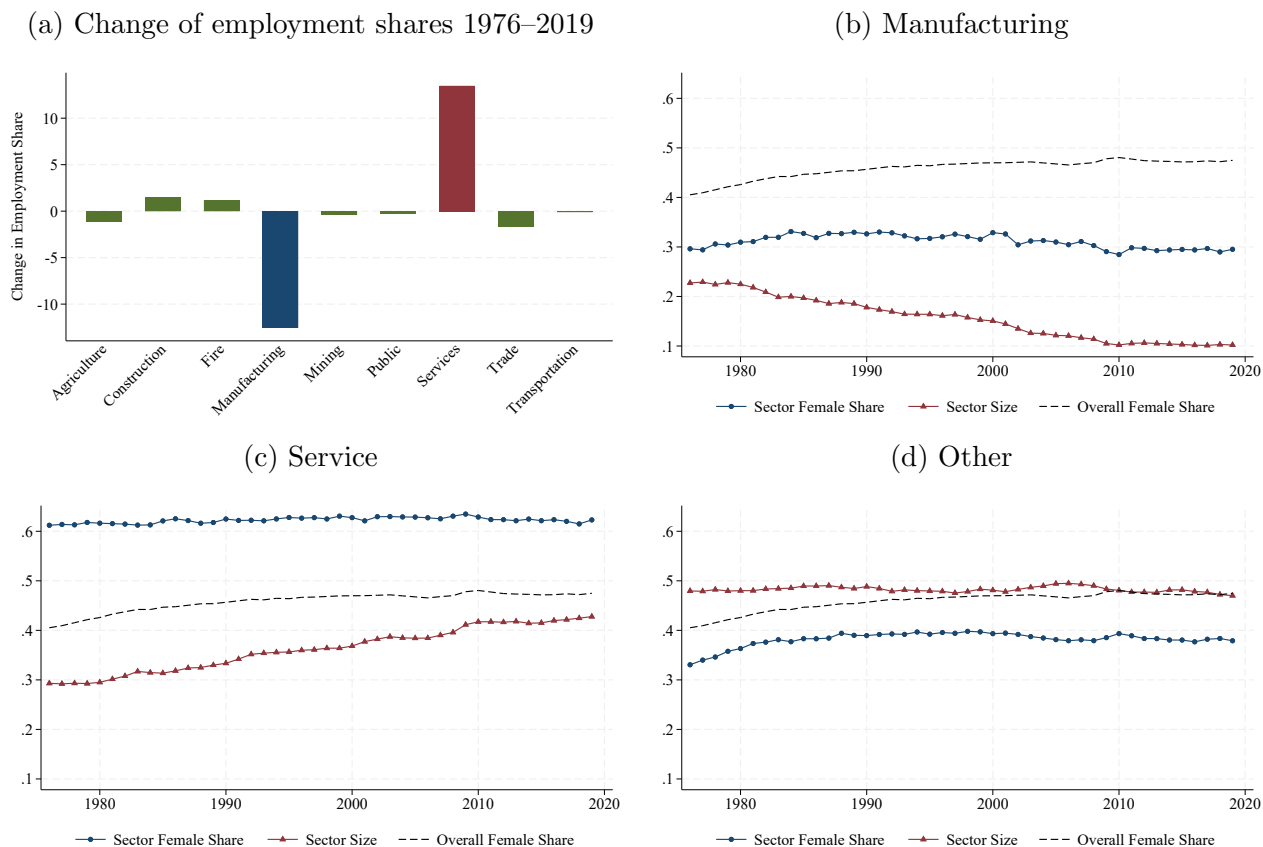 (a) Change of employment shares 1976–2019
Change in Employment Share
10
5
0
-5
-10
Agriculture
Construction
Fire
Manufacturing
Mining
Public
Services
Trade
Transportation
(b) Manufacturing
.6
.5
.4
.3
.2
.1
1980 1990 2000 2010 2020
Sector Female Share Sector Size Overall Female Share
(c) Service
.6
.5
.4
.3
.2
.1
1980 1990 2000 2010 2020
Sector Female Share Sector Size Overall Female Share
(d) Other
.6
.5
.4
.3
.2
.1
1980 1990 2000 2010 2020
Sector Female Share Sector Size Overall Female Share